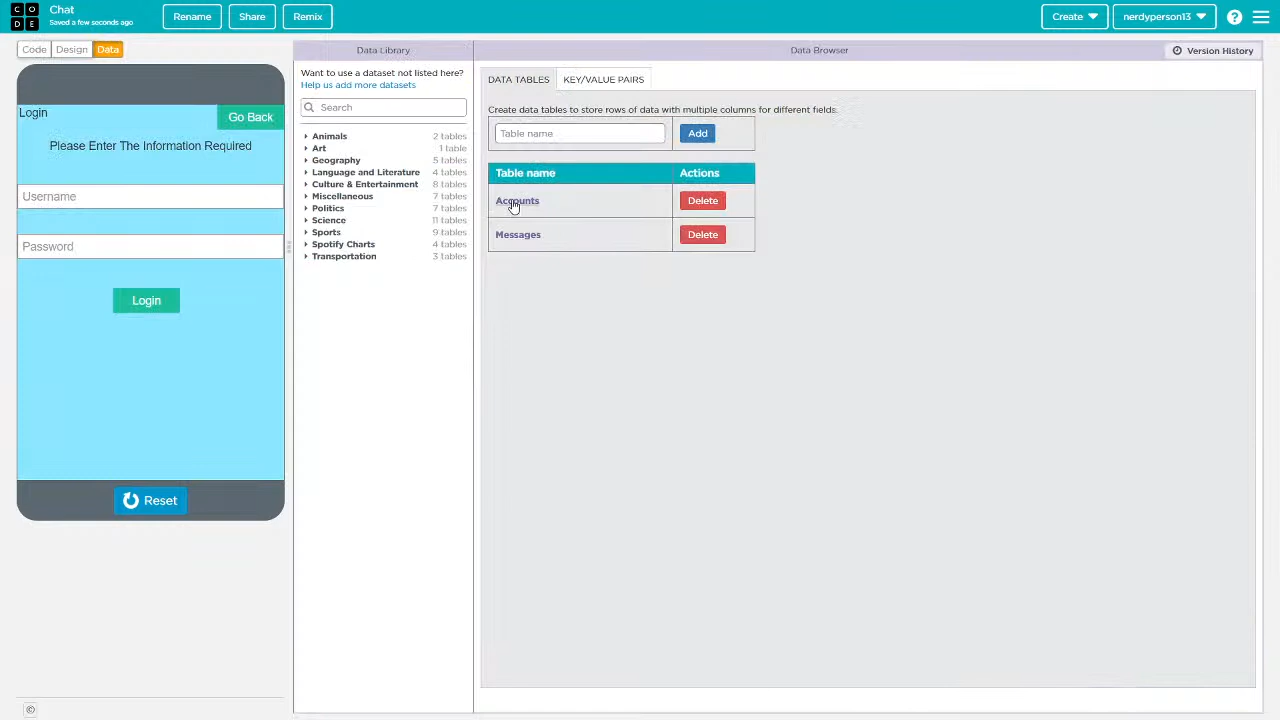 CODE
Chat
Saved a few seconds ago
Rename
Share
Remix
Create
nerdyperson13
?
Code
Design
Data
Data Library
Data Browser
Version History
Login
Go Back
Please Enter The Information Required
Username
Password
Login
Reset
©
Want to use a dataset not listed here?
Help us add more datasets
Search
Animals 2 tables
Art 1 table
Geography 5 tables
Language and Literature 4 tables
Culture & Entertainment 8 tables
Miscellaneous 7 tables
Politics 7 tables
Science 11 tables
Sports 9 tables
Spotify Charts 4 tables
Transportation 3 tables
DATA TABLES
KEY/VALUE PAIRS
Create data tables to store rows of data with multiple columns for different fields:
Table name
Add
Table name Actions
Accounts Delete
Messages Delete